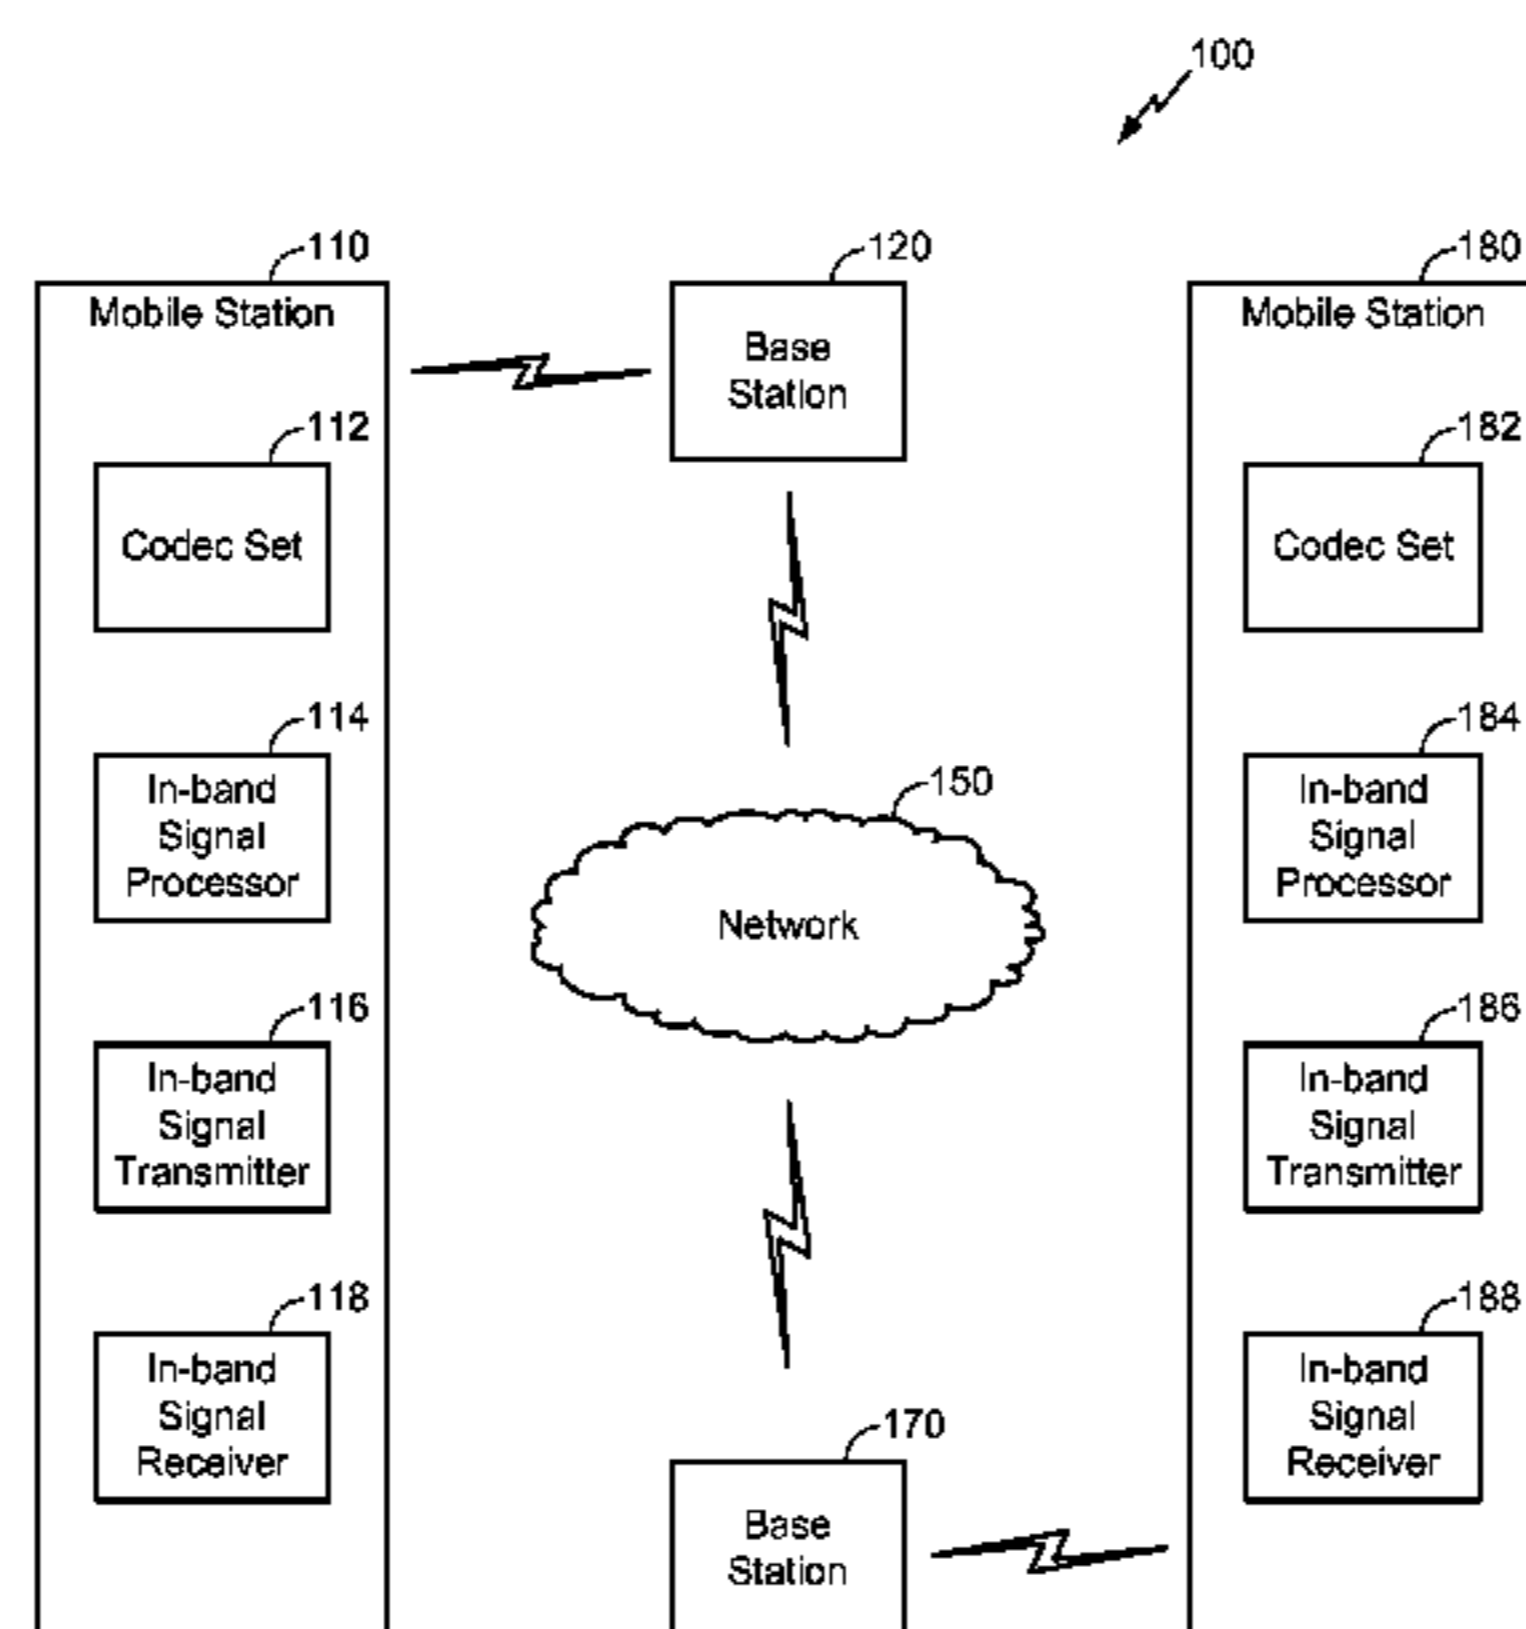 100
110
Mobile Station
112
Codec Set
114
In-band
Signal
Processor
116
In-band
Signal
Transmitter
118
In-band
Signal
Receiver
120
Base
Station
150
Network
170
Base
Station
180
Mobile Station
182
Codec Set
184
In-band
Signal
Processor
186
In-band
Signal
Transmitter
188
In-band
Signal
Receiver